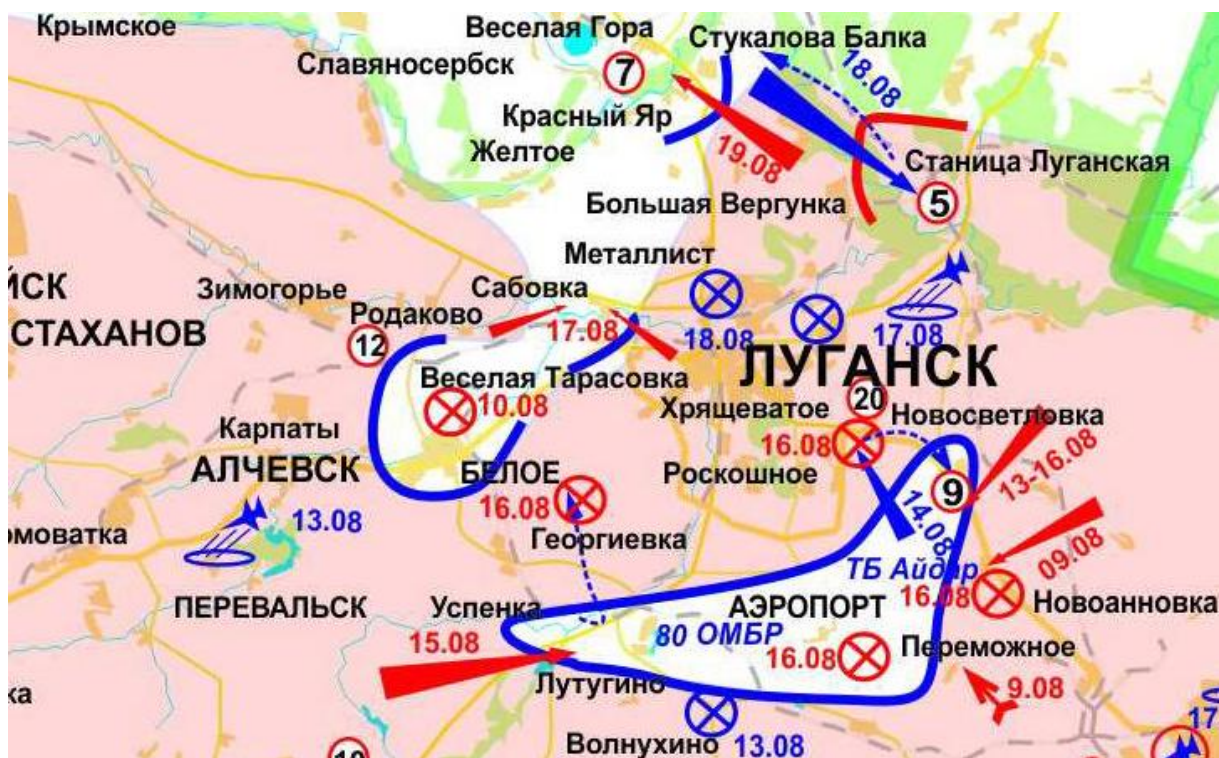 Крымское
Веселая Гора
Стукалова Балка
Славяносербск
7
18.08
Красный Яр
Желтое
19.08
Станица Луганская
5
Большая Вергунка
Металлист
ЙСК
Зимогорье
Сабовка
СТАХАНОВ
Родаково
12
17.08
18.08
17.08
ЛУГАНСК
Веселая Тарасовка
10.08
20
Хрящеватое
Новосветловка
Карпаты
16.08
АЛЧЕВСК
БЕЛОЕ
Роскошное
9
13-16.08
16.08
14.08
13.08
омоватка
Георгиевка
ТБ Айдар
09.08
16.08
Новоанновка
ПЕРЕВАЛЬСК
Успенка
АЭРОПОРТ
15.08
80 ОМБР
16.08
Переможное
Лутугино
9.08
ка
17
Волнухино
13.08